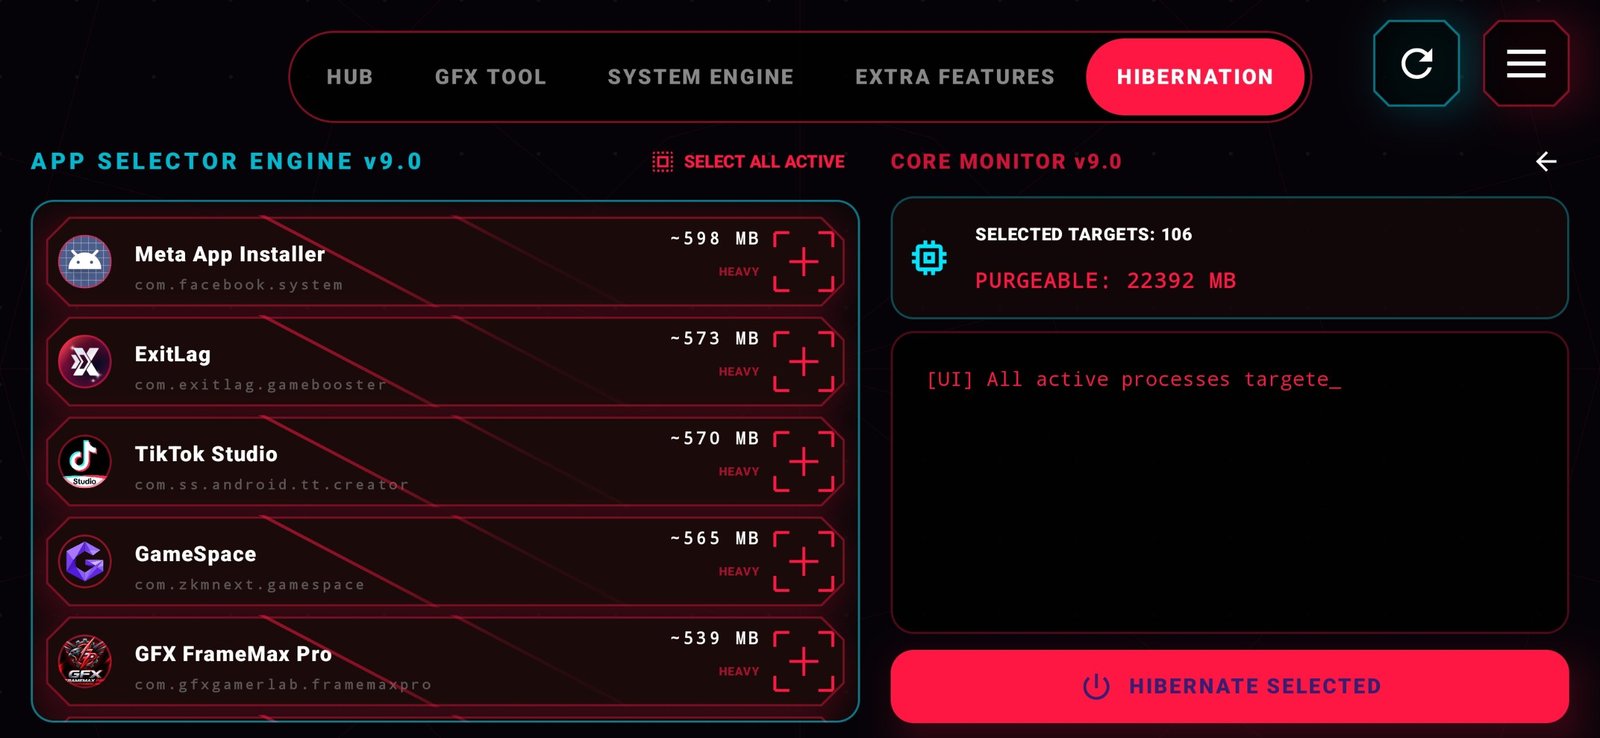 HUB
GFX TOOL
SYSTEM ENGINE
EXTRA FEATURES
HIBERNATION
APP SELECTOR ENGINE v9.0
SELECT ALL ACTIVE
Meta App Installer
com.facebook.system
~598 MB
HEAVY
ExitLag
com.exitlag.gamebooster
~573 MB
HEAVY
Studio
TikTok Studio
com.ss.android.tt.creator
~570 MB
HEAVY
GameSpace
com.zkmnext.gamespace
~565 MB
HEAVY
GFX
GFX FrameMax Pro
com.gfxgamerlab.framemaxpro
~539 MB
HEAVY
CORE MONITOR v9.0
SELECTED TARGETS: 106
PURGEABLE: 22392 MB
[UI] All active processes targete_
HIBERNATE SELECTED